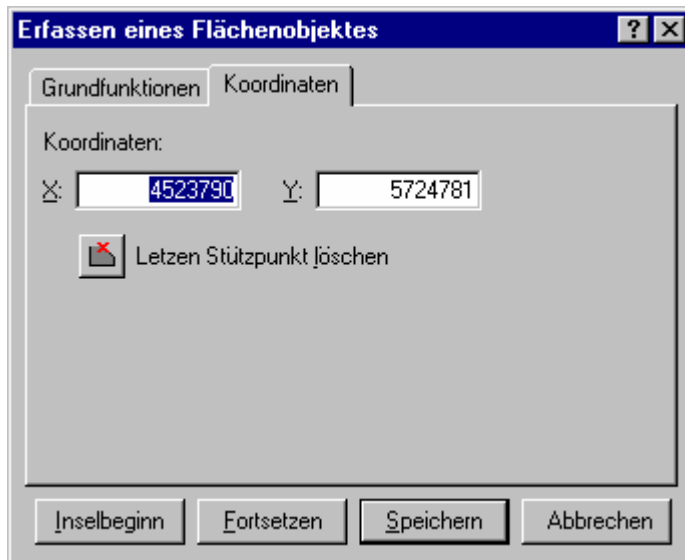 Erfassen eines Flächenobjektes
Grundfunktionen Koordinaten
Koordinaten:
X: 4523790 Y: 5724781
Letzen Stützpunkt löschen
Inselbeginn Fortsetzen Speichern Abbrechen